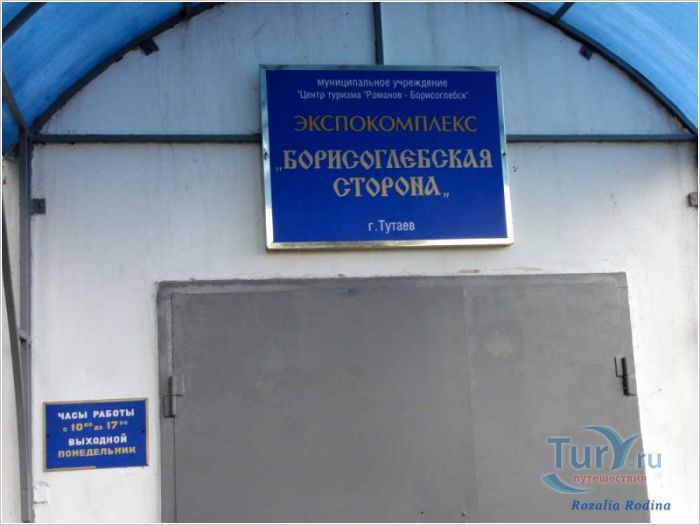 муниципальное учреждение
"Центр туризма "Романов - Борисоглебск"
ЭКСПОКОМПЛЕКС
„БОРИСОГЛЕБСКАЯ
СТОРОНА„
г.Тутаев
ЧАСЫ РАБОТЫ
с 10⁰⁰ до 17⁰⁰
ВЫХОДНОЙ
ПОНЕДЕЛЬНИК
Tury.ru
путешествия
Rozalia Rodina